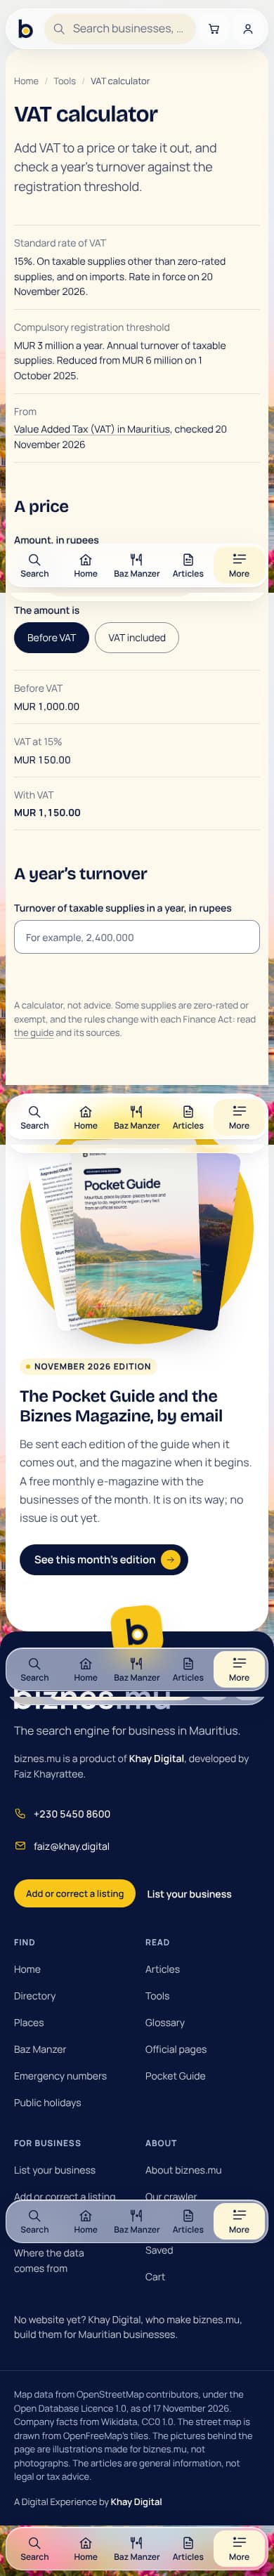 b Search businesses, ...
Home / Tools / VAT calculator
VAT calculator
Add VAT to a price or take it out, and
check a year's turnover against the
registration threshold.
Standard rate of VAT
15%. On taxable supplies other than zero-rated
supplies, and on imports. Rate in force on 20
November 2026.
Compulsory registration threshold
MUR 3 million a year. Annual turnover of taxable
supplies. Reduced from MUR 6 million on 1
October 2025.
From
Value Added Tax (VAT) in Mauritius, checked 20
November 2026
A price
Amount, in rupees
Search Home Baz Manzer Articles More
The amount is
Before VAT VAT included
Before VAT
MUR 1,000.00
VAT at 15%
MUR 150.00
With VAT
MUR 1,150.00
A year's turnover
Turnover of taxable supplies in a year, in rupees
For example, 2,400,000
A calculator, not advice. Some supplies are zero-rated or
exempt, and the rules change with each Finance Act: read
the guide and its sources.
Search Home Baz Manzer Articles More
Pocket Guide
NOVEMBER 2026 EDITION
The Pocket Guide and the
Biznes Magazine, by email
Be sent each edition of the guide when it
comes out, and the magazine when it begins.
A free monthly e-magazine with the
businesses of the month. It is on its way; no
issue is out yet.
See this month's edition
b
Search Home Baz Manzer Articles More
biznes.mu
The search engine for business in Mauritius.
biznes.mu is a product of Khay Digital, developed by
Faiz Khayrattee.
+230 5450 8600
faiz@khay.digital
Add or correct a listing List your business
FIND READ
Home Articles
Directory Tools
Places Glossary
Baz Manzer Official pages
Emergency numbers Pocket Guide
Public holidays
FOR BUSINESS ABOUT
List your business About biznes.mu
Add or correct a listing Our crawler
Search Home Baz Manzer Articles More
Where the data
comes from
Saved
Cart
No website yet? Khay Digital, who make biznes.mu,
build them for Mauritian businesses.
Map data from OpenStreetMap contributors, under the
Open Database Licence 1.0, as of 17 November 2026.
Company facts from Wikidata, CC0 1.0. The street map is
drawn from OpenFreeMap's tiles. The pictures behind the
page are illustrations made for biznes.mu, not
photographs. The articles are general information, not
legal or tax advice.
A Digital Experience by Khay Digital
Search Home Baz Manzer Articles More